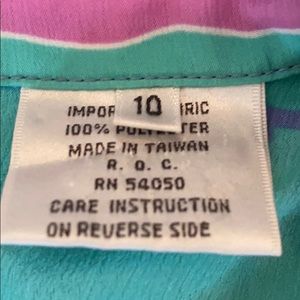 10
100% POLYESTER
MADE IN TAIWAN
R. O. C.
RN 54050
CARE INSTRUCTION
ON REVERSE SIDE